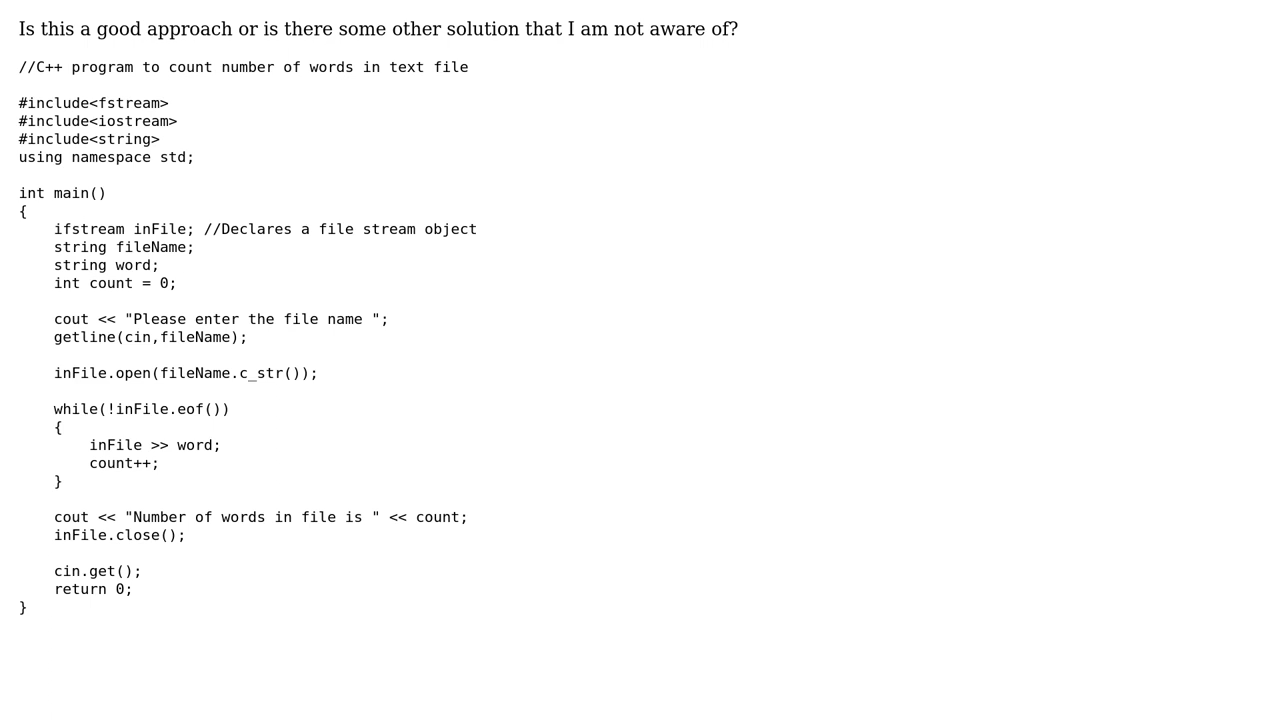 Is this a good approach or is there some other solution that I am not aware of?
//C++ program to count number of words in text file
#include<fstream>
#include<iostream>
#include<string>
using namespace std;
int main()
{
    ifstream inFile; //Declares a file stream object
    string fileName;
    string word;
    int count = 0;
    cout << "Please enter the file name ";
    getline(cin,fileName);
    inFile.open(fileName.c_str());
    while(!inFile.eof())
    {
        inFile >> word;
        count++;
    }
    cout << "Number of words in file is " << count;
    inFile.close();
    cin.get();
    return 0;
}